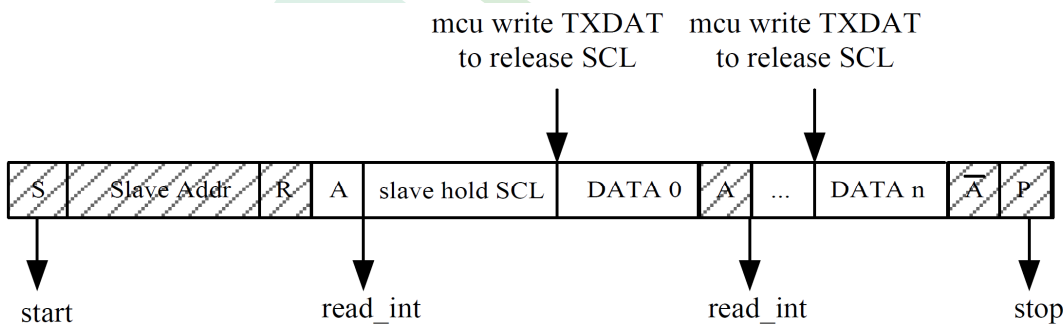 mcu write TXDAT
to release SCL
mcu write TXDAT
to release SCL
S Slave Addr R A slave hold SCL DATA 0 A ... DATA n A̅ P
start
read_int
read_int
stop